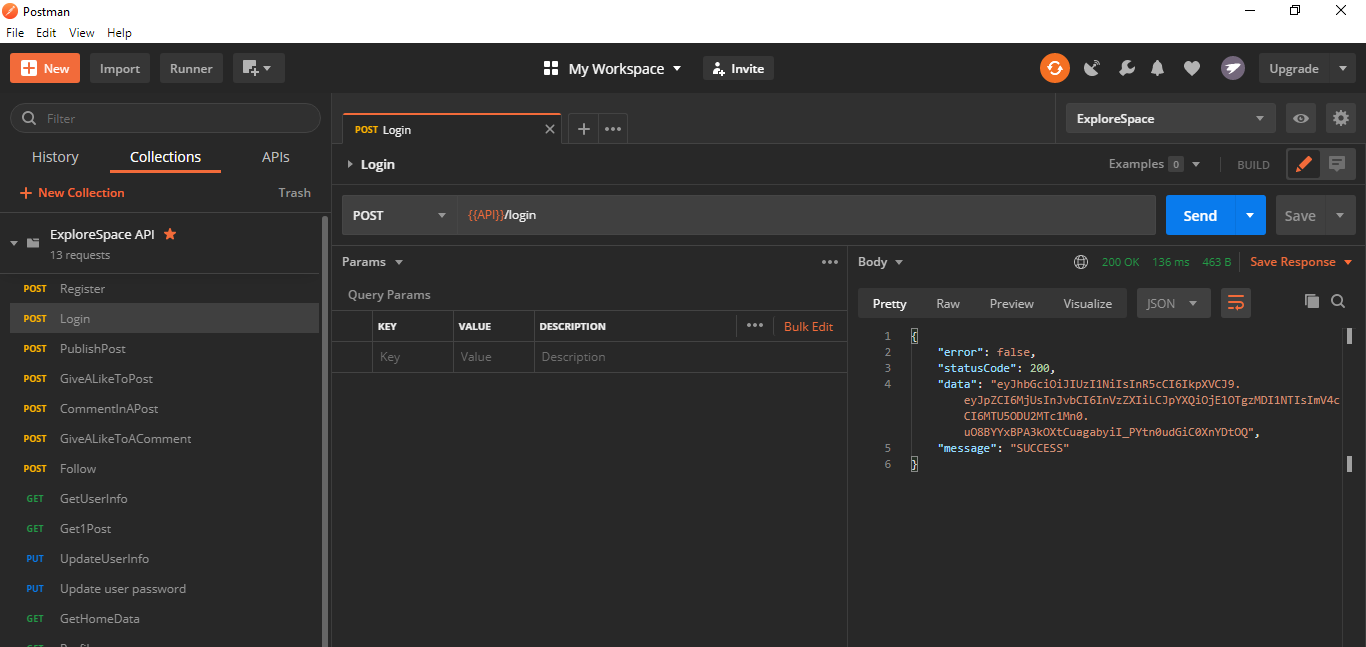 Postman
File Edit View Help
New Import Runner My Workspace Invite Upgrade
Filter
History Collections APIs
New Collection Trash
ExploreSpace API
13 requests
POST Register
POST Login
POST PublishPost
POST GiveALikeToPost
POST CommentInAPost
POST GiveALikeToAComment
POST Follow
GET GetUserInfo
GET Get1Post
PUT UpdateUserInfo
PUT Update user password
GET GetHomeData
POST Login
ExploreSpace
Login Examples 0 BUILD
POST {{API}}/login Send Save
Params
Query Params
KEY VALUE DESCRIPTION Bulk Edit
Key Value Description
Body 200 OK 136 ms 463 B Save Response
Pretty Raw Preview Visualize JSON
1 {
2 "error": false,
3 "statusCode": 200,
4 "data": "eyJhbGciOiJIUzI1NiIsInR5cCI6IkpXVCJ9.
eyJpZCI6MjUsInJvbCI6InVzZXIiLCJpYXQiOjE1OTgzMDI1NTIsImV4c
CI6MTU5ODU2MTc1Mn0.
uO8BYYxBPA3kOXtCuagabyiI_PYtn0udGiC0XnYDtOQ",
5 "message": "SUCCESS"
6 }